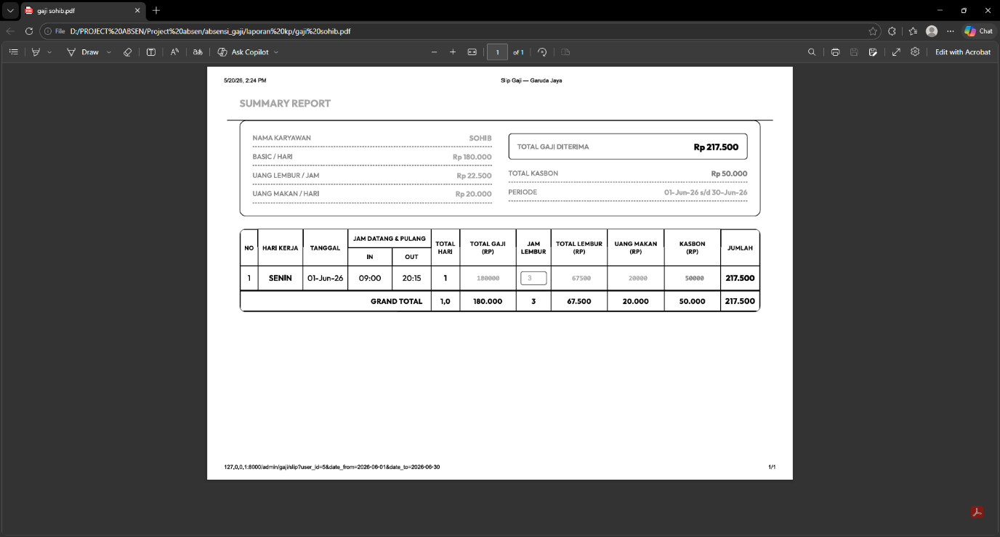 gaji sohib.pdf
File D:/PROJECT%20ABSEN/Project%20absen/absensi_gaji/laporan%20kp/gaji%20sohib.pdf
Chat
Draw
Ask Copilot
1 of 1
Edit with Acrobat
5/20/26, 2:24 PM Slip Gaji — Garuda Jaya
SUMMARY REPORT
NAMA KARYAWAN SOHIB
BASIC / HARI Rp 180.000
UANG LEMBUR / JAM Rp 22.500
UANG MAKAN / HARI Rp 20.000
TOTAL GAJI DITERIMA Rp 217.500
TOTAL KASBON Rp 50.000
PERIODE 01-Jun-26 s/d 30-Jun-26
NO HARI KERJA TANGGAL JAM DATANG & PULANG IN OUT TOTAL HARI TOTAL GAJI (RP) JAM LEMBUR TOTAL LEMBUR (RP) UANG MAKAN (RP) KASBON (RP) JUMLAH
1 SENIN 01-Jun-26 09:00 20:15 1 180000 3 67500 20000 50000 217.500
GRAND TOTAL 1,0 180.000 3 67.500 20.000 50.000 217.500
127.0.0.1:8000/admin/gaji/slip?user_id=5&date_from=2026-06-01&date_to=2026-06-30 1/1